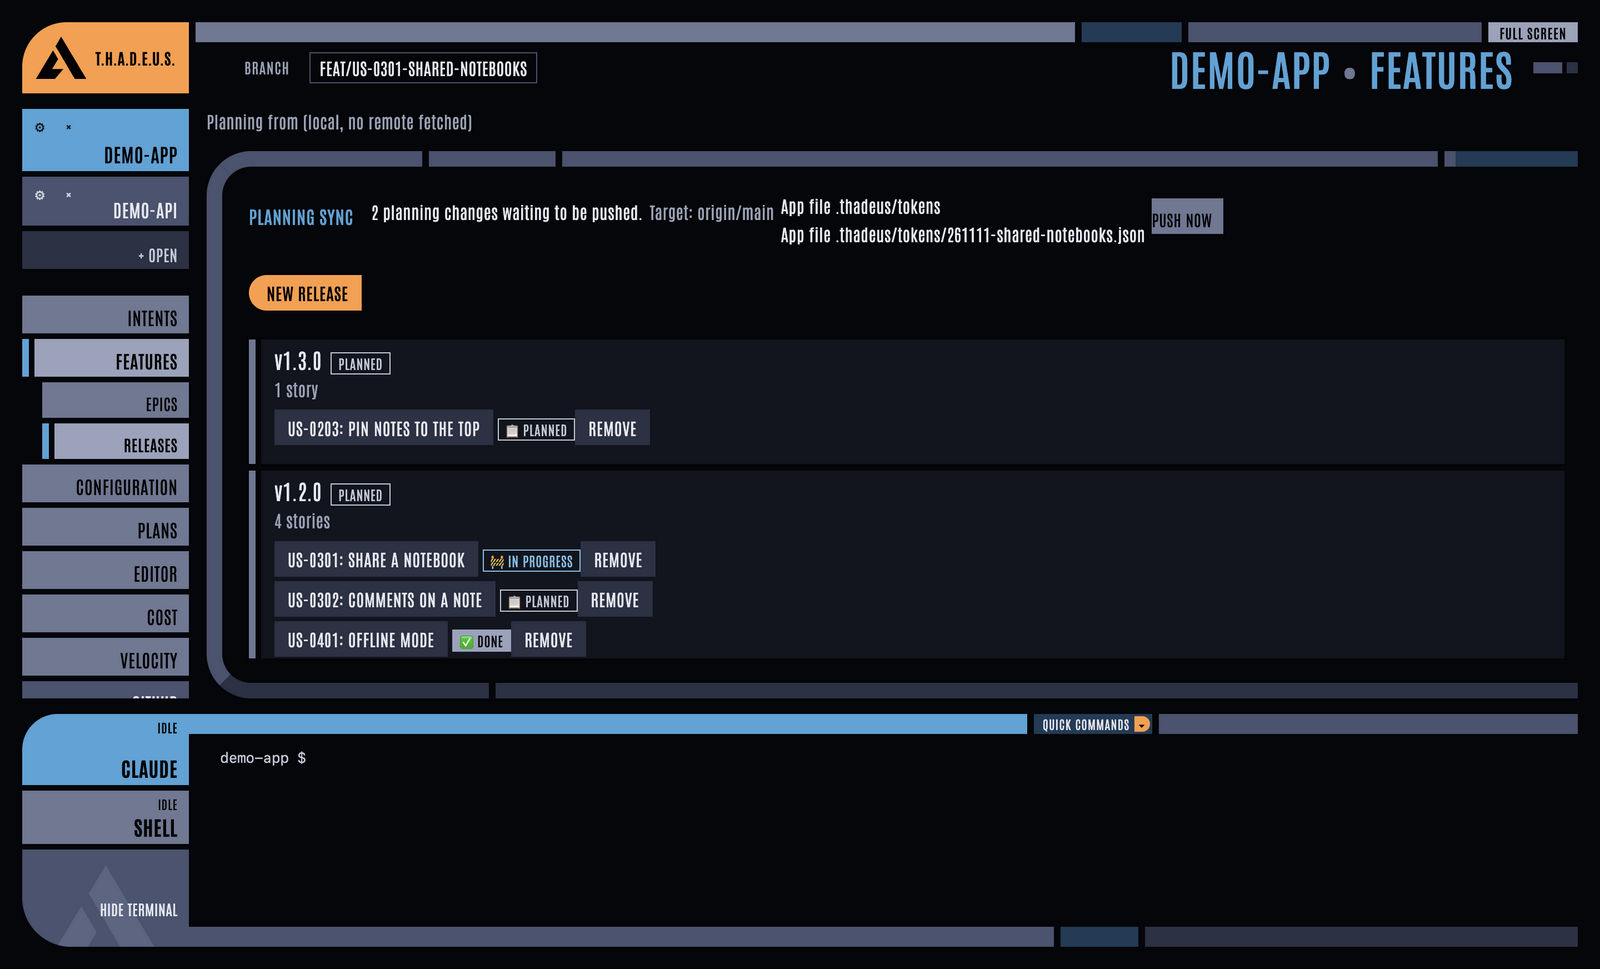 T.H.A.D.E.U.S.
FULL SCREEN
BRANCH FEAT/US-0301-SHARED-NOTEBOOKS
DEMO-APP • FEATURES
Planning from (local, no remote fetched)
DEMO-APP
DEMO-API
+ OPEN
INTENTS
FEATURES
EPICS
RELEASES
CONFIGURATION
PLANS
EDITOR
COST
VELOCITY
PLANNING SYNC 2 planning changes waiting to be pushed. Target: origin/main
App file .thadeus/tokens
App file .thadeus/tokens/261111-shared-notebooks.json
PUSH NOW
NEW RELEASE
v1.3.0 PLANNED
1 story
US-0203: PIN NOTES TO THE TOP 📋 PLANNED REMOVE
v1.2.0 PLANNED
4 stories
US-0301: SHARE A NOTEBOOK 🚧 IN PROGRESS REMOVE
US-0302: COMMENTS ON A NOTE 📋 PLANNED REMOVE
US-0401: OFFLINE MODE ✅ DONE REMOVE
IDLE
CLAUDE
IDLE
SHELL
HIDE TERMINAL
QUICK COMMANDS
demo-app $